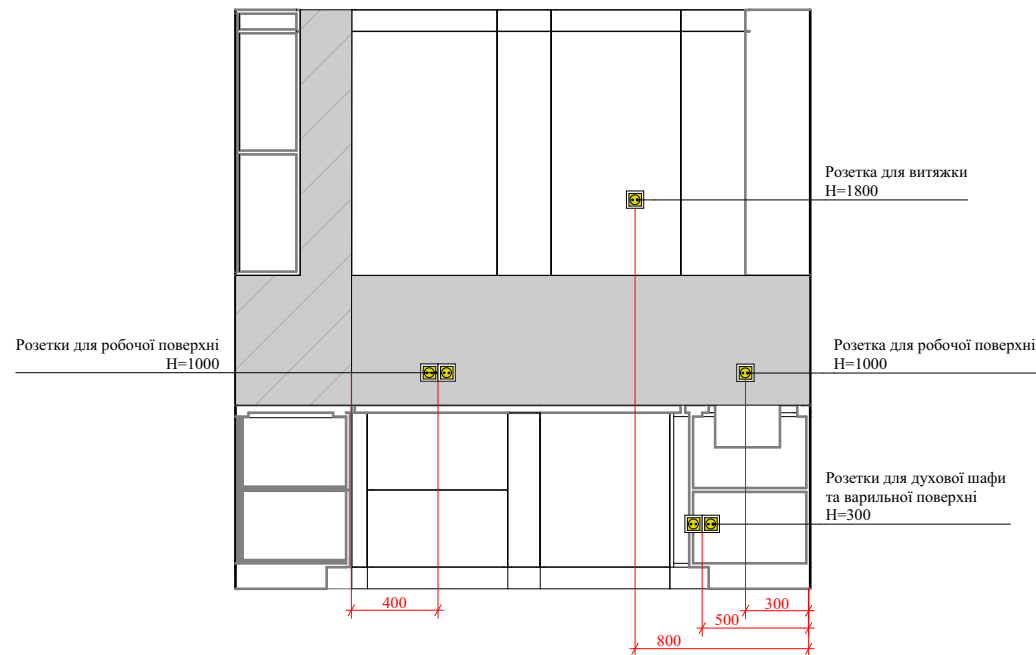 Розетка для витяжки
H=1800
Розетки для робочої поверхні
H=1000
Розетка для робочої поверхні
H=1000
Розетки для духової шафи
та варильної поверхні
H=300
400
300
500
800